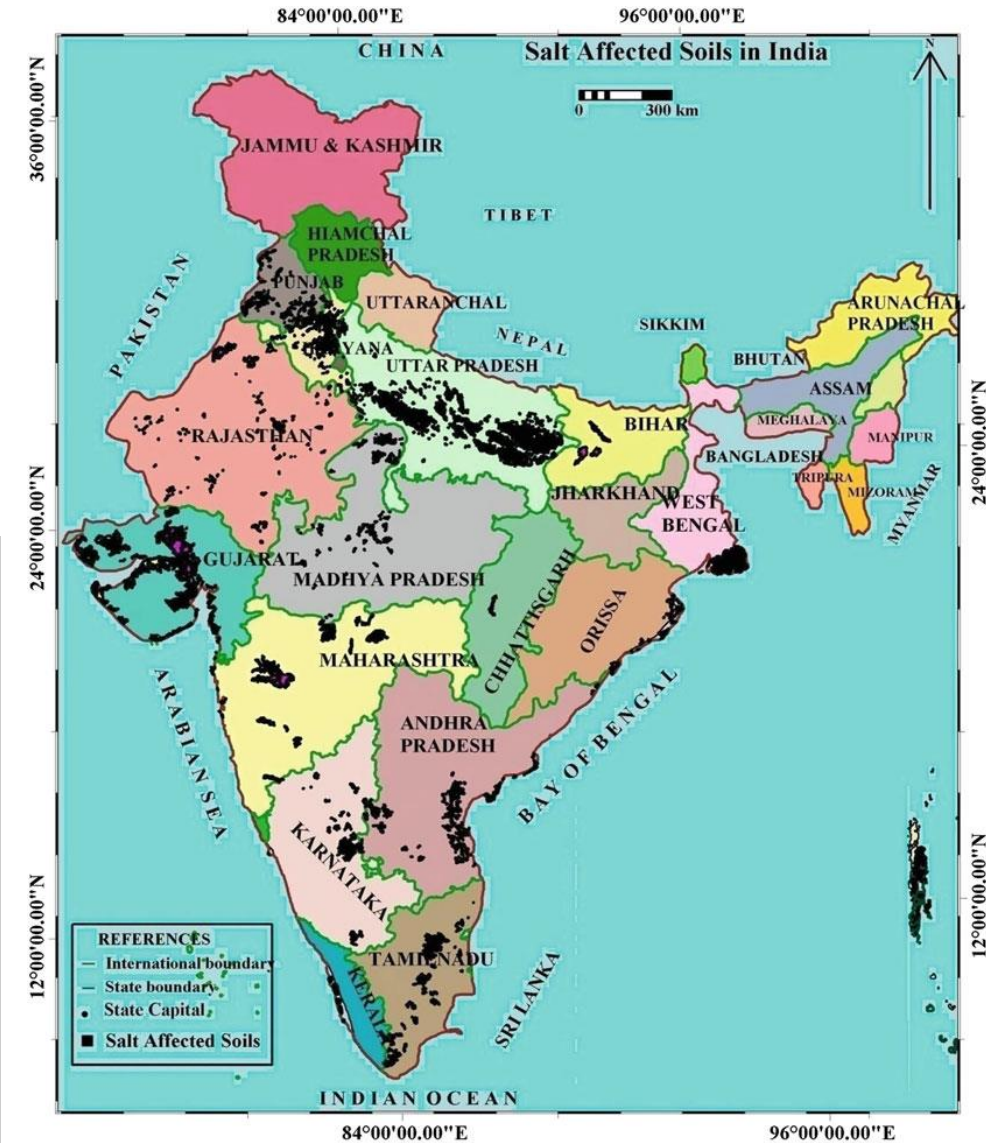 84°00'00.00"E 96°00'00.00"E
CHINA
Salt Affected Soils in India
N
0 300 km
36°00'00.00"N
JAMMU & KASHMIR
TIBET
HIAMCHAL
PRADESH
PUNJAB
PAKISTAN
UTTARANCHAL
ARUNACHAL
PRADESH
SIKKIM
NEPAL
YANA
BHUTAN
UTTAR PRADESH
ASSAM
MEGHALAYA
BIHAR
RAJASTHAN
MANIPUR
BANGLADESH
24°00'00.00"N
TRIPURA
MIZORAM
MYANMAR
JHARKHAND
WEST
BENGAL
24°00'00.00"N
GUJARAT
MADHYA PRADESH
CHHATTISGARH
ORISSA
MAHARASHTRA
ARABIAN SEA
ANDHRA
PRADESH
BAY OF BENGAL
KARNATAKA
12°00'00.00"N
12°00'00.00"N
REFERENCES
International boundary
State boundary
State Capital
Salt Affected Soils
TAMILNADU
KERAL
SRI LANKA
INDIAN OCEAN
84°00'00.00"E 96°00'00.00"E